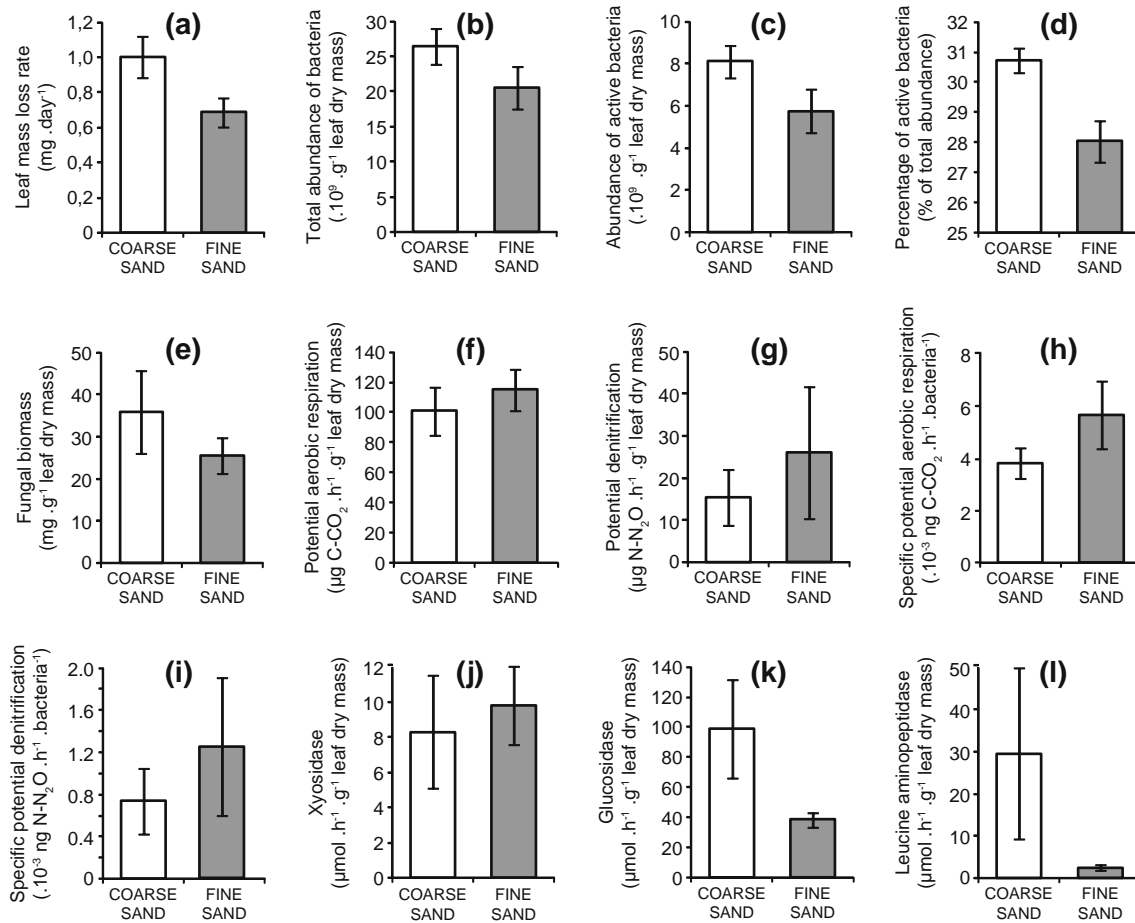 (a)
Leaf mass loss rate
(mg .day⁻¹)
1,2
1,0
0,8
0,6
0,4
0,2
0
COARSE FINE
SAND SAND
(b)
Total abundance of bacteria
(.10⁹ .g⁻¹ leaf dry mass)
30
25
20
15
10
5
0
COARSE FINE
SAND SAND
(c)
Abundance of active bacteria
(.10⁹ .g⁻¹ leaf dry mass)
10
8
6
4
2
0
COARSE FINE
SAND SAND
(d)
Percentage of active bacteria
(% of total abundance)
32
31
30
29
28
27
26
25
COARSE FINE
SAND SAND
(e)
Fungal biomass
(mg .g⁻¹ leaf dry mass)
50
40
30
20
10
0
COARSE FINE
SAND SAND
(f)
Potential aerobic respiration
(µg C-CO₂ .h⁻¹ .g⁻¹ leaf dry mass)
140
120
100
80
60
40
20
0
COARSE FINE
SAND SAND
(g)
Potential denitrification
(µg N-N₂O .h⁻¹ .g⁻¹ leaf dry mass)
50
40
30
20
10
0
COARSE FINE
SAND SAND
(h)
Specific potential aerobic respiration
(.10⁻³ ng C-CO₂ .h⁻¹ .bacteria⁻¹)
8
6
4
2
0
COARSE FINE
SAND SAND
(i)
Specific potential denitrification
(.10⁻³ ng N-N₂O .h⁻¹ .bacteria⁻¹)
2.0
1.6
1.2
0.8
0.4
0
COARSE FINE
SAND SAND
(j)
Xyosidase
(µmol .h⁻¹ .g⁻¹ leaf dry mass)
12
10
8
6
4
2
0
COARSE FINE
SAND SAND
(k)
Glucosidase
(µmol .h⁻¹ .g⁻¹ leaf dry mass)
140
120
100
80
60
40
20
0
COARSE FINE
SAND SAND
(l)
Leucine aminopeptidase
(µmol .h⁻¹ .g⁻¹ leaf dry mass)
50
40
30
20
10
0
COARSE FINE
SAND SAND